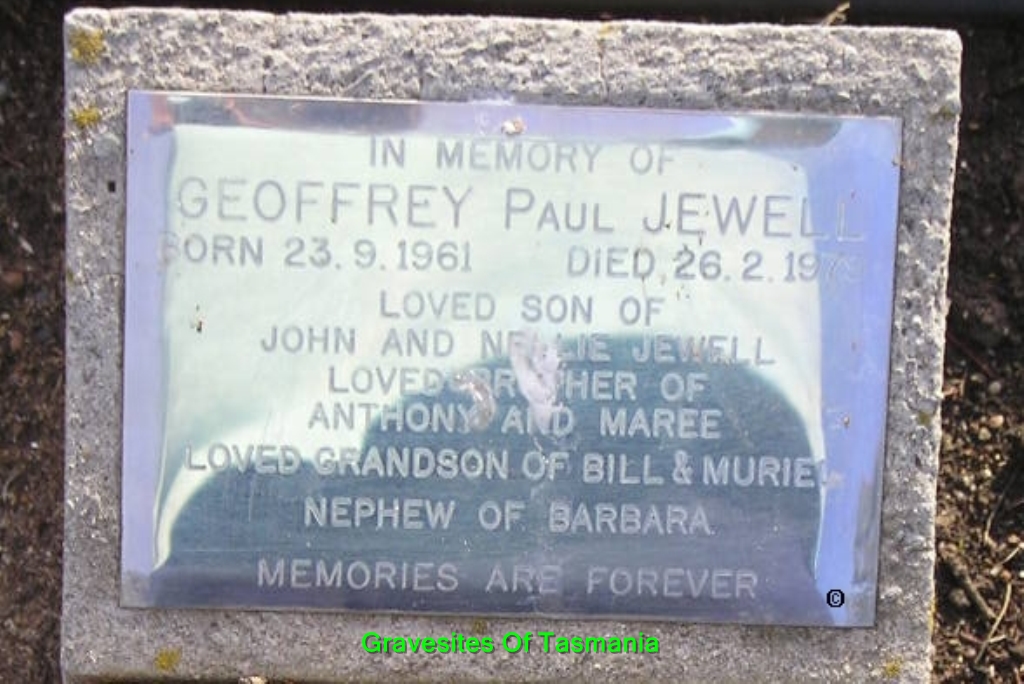 IN MEMORY OF
GEOFFREY PAUL JEWELL
BORN 23.9.1961 DIED 26.2.
LOVED SON OF
JOHN AND NELLIE JEWELL
LOVED BROTHER OF
ANTHONY AND MAREE
LOVED GRANDSON OF BILL & MURIEL
NEPHEW OF BARBARA
MEMORIES ARE FOREVER
©
Gravesites Of Tasmania